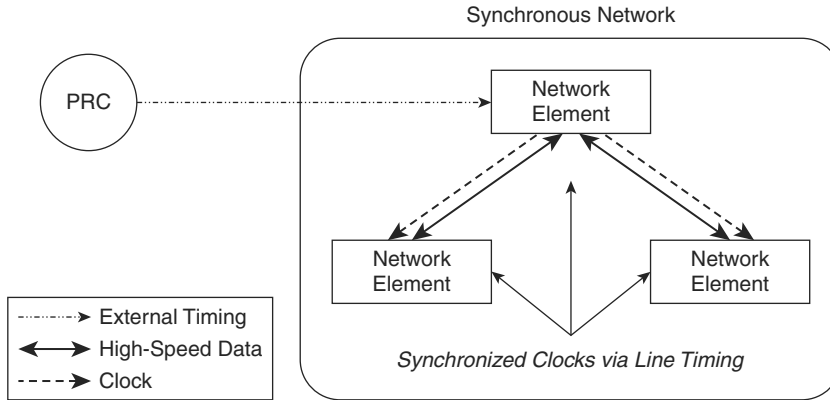 Synchronous Network
PRC
Network
Element
Network
Element
Network
Element
External Timing
High-Speed Data
Clock
Synchronized Clocks via Line Timing